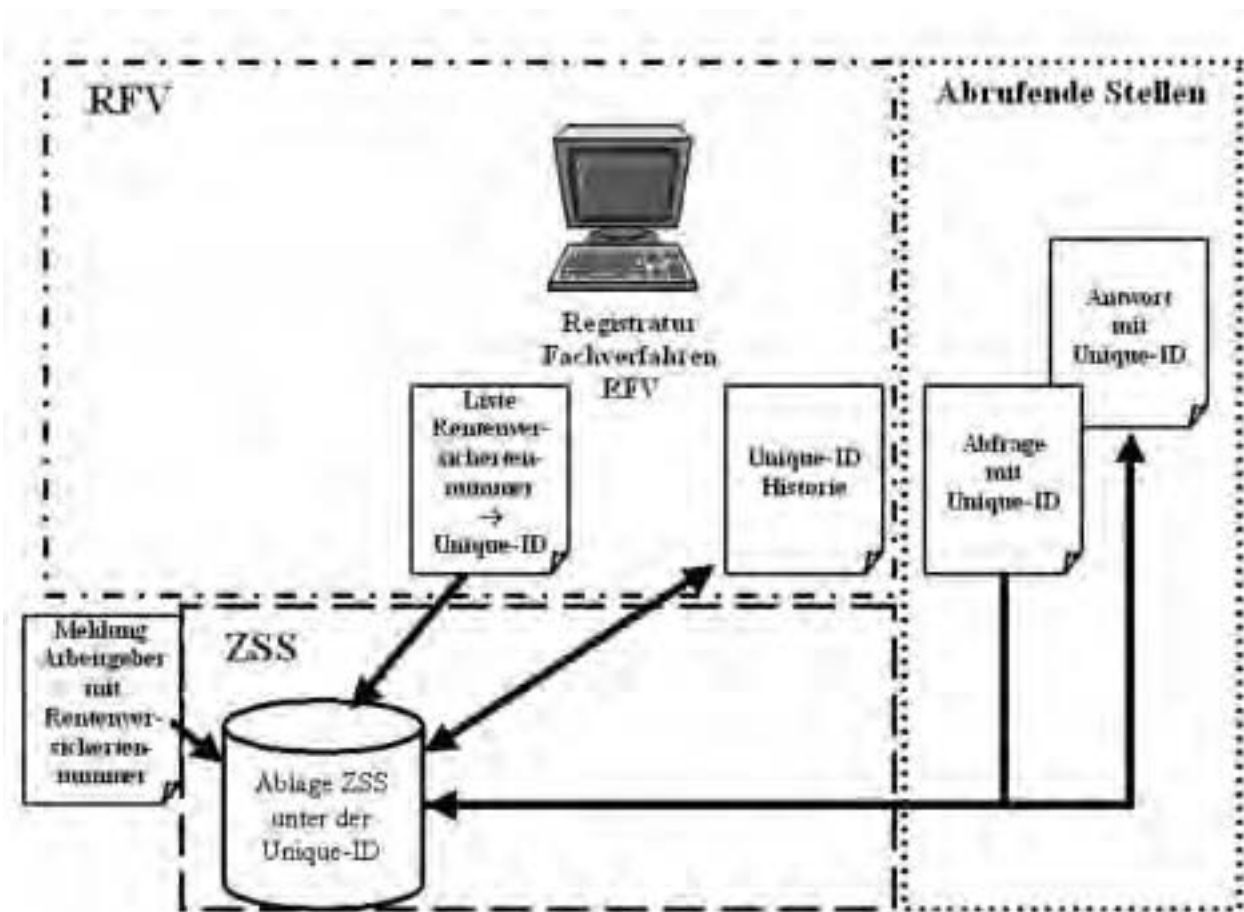 RFV
Abrufende Stellen
Registratur
Fachverfahren
RFV
Liste
Rentenver-
sicherten-
nummer
→
Unique-ID
Unique-ID
Historie
Antwort
mit
Unique-ID
Abfrage
mit
Unique-ID
Meldung
Arbeitgeber
mit
Rentenver-
sicherten-
nummer
ZSS
Ablage ZSS
unter der
Unique-ID